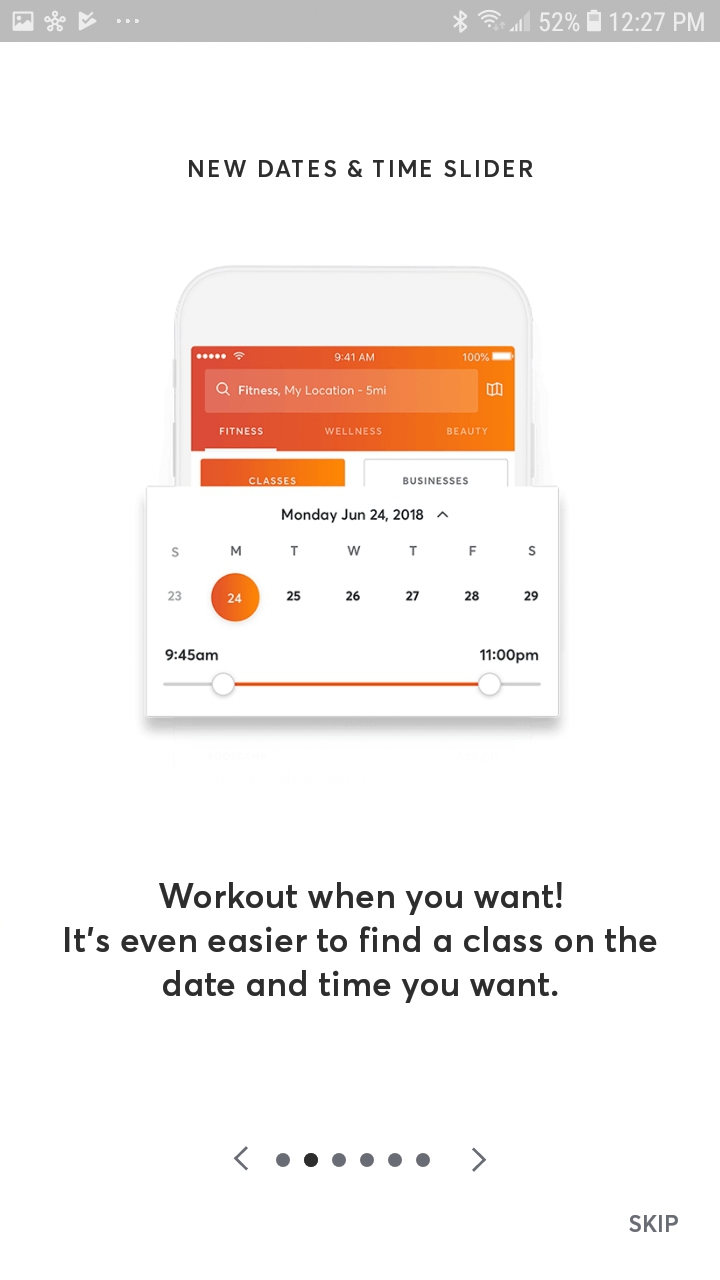 52% 12:27 PM
NEW DATES & TIME SLIDER
9:41 AM 100%
Fitness, My Location - 5mi
FITNESS WELLNESS BEAUTY
CLASSES BUSINESSES
Monday Jun 24, 2018
S M T W T F S
23 24 25 26 27 28 29
9:45am 11:00pm
Workout when you want!
It's even easier to find a class on the
date and time you want.
SKIP